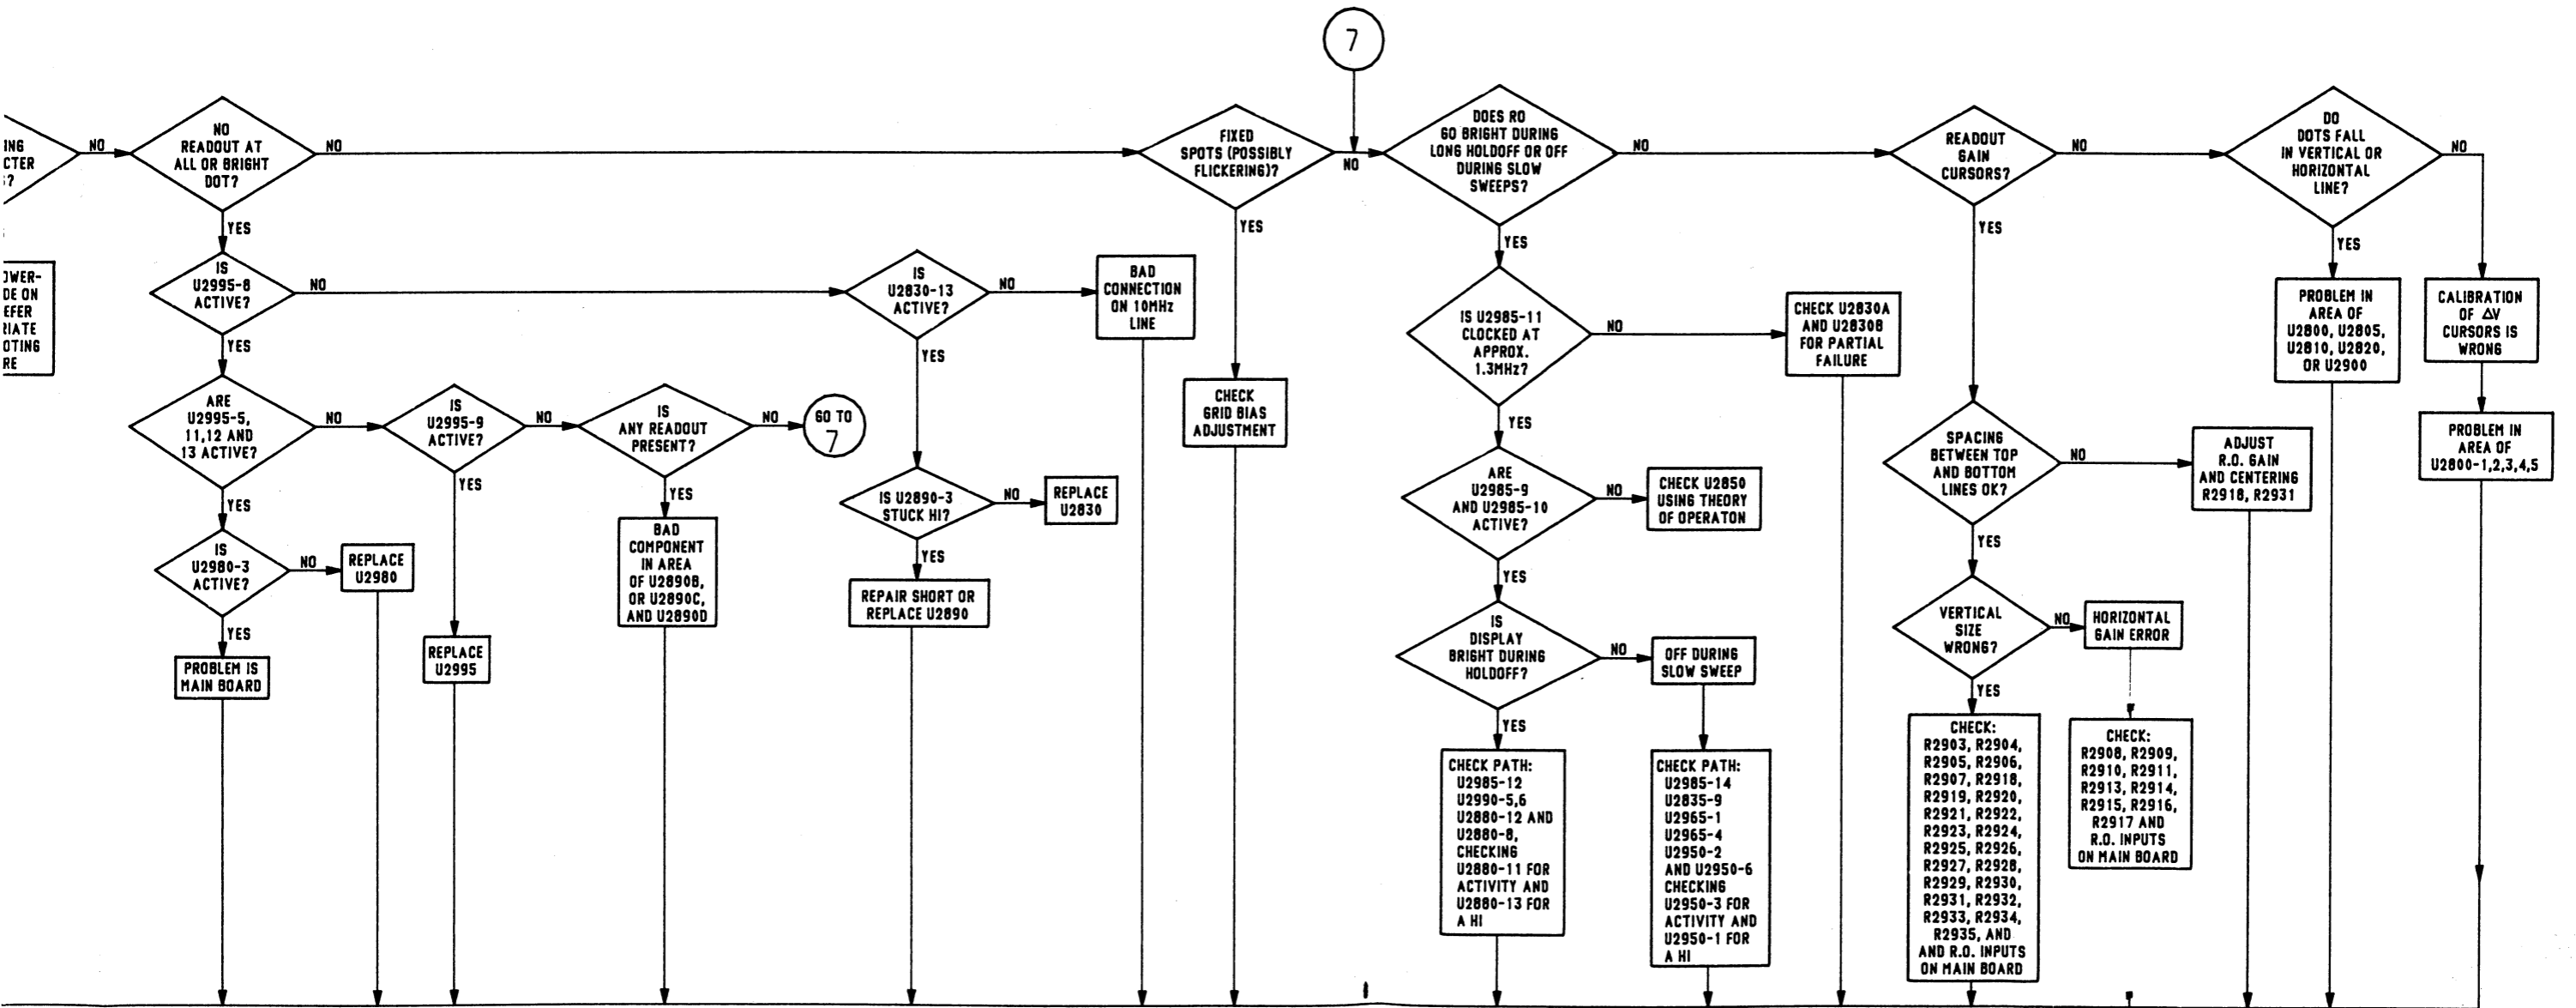 7
ING
CTER
?
NO
NO
READOUT AT
ALL OR BRIGHT
DOT?
NO
YES
FIXED
SPOTS (POSSIBLY
FLICKERING)?
NO
YES
DOES RO
GO BRIGHT DURING
LONG HOLDOFF OR OFF
DURING SLOW
SWEEPS?
NO
YES
READOUT
GAIN
CURSORS?
NO
YES
DO
DOTS FALL
IN VERTICAL OR
HORIZONTAL
LINE?
NO
YES
OWER-
DE ON
EFER
RIATE
OTING
RE
IS
U2995-8
ACTIVE?
NO
YES
IS
U2830-13
ACTIVE?
NO
YES
BAD
CONNECTION
ON 10MHz
LINE
ARE
U2995-5,
11,12 AND
13 ACTIVE?
NO
YES
IS
U2995-9
ACTIVE?
NO
YES
IS
ANY READOUT
PRESENT?
NO
YES
GO TO
7
IS U2890-3
STUCK HI?
NO
YES
REPLACE
U2830
REPAIR SHORT OR
REPLACE U2890
IS
U2980-3
ACTIVE?
NO
YES
REPLACE
U2980
PROBLEM IS
MAIN BOARD
REPLACE
U2995
BAD
COMPONENT
IN AREA
OF U2890B,
OR U2890C,
AND U2890D
CHECK
GRID BIAS
ADJUSTMENT
IS U2985-11
CLOCKED AT
APPROX.
1.3MHz?
NO
YES
CHECK U2830A
AND U2830B
FOR PARTIAL
FAILURE
ARE
U2985-9
AND U2985-10
ACTIVE?
NO
YES
CHECK U2850
USING THEORY
OF OPERATON
IS
DISPLAY
BRIGHT DURING
HOLDOFF?
NO
YES
OFF DURING
SLOW SWEEP
CHECK PATH:
U2985-12
U2990-5,6
U2880-12 AND
U2880-8,
CHECKING
U2880-11 FOR
ACTIVITY AND
U2880-13 FOR
A HI
CHECK PATH:
U2985-14
U2835-9
U2965-1
U2965-4
U2950-2
AND U2950-6
CHECKING
U2950-3 FOR
ACTIVITY AND
U2950-1 FOR
A HI
SPACING
BETWEEN TOP
AND BOTTOM
LINES OK?
NO
YES
ADJUST
R.O. GAIN
AND CENTERING
R2918, R2931
VERTICAL
SIZE
WRONG?
NO
YES
HORIZONTAL
GAIN ERROR
CHECK:
R2903, R2904,
R2905, R2906,
R2907, R2918,
R2919, R2920,
R2921, R2922,
R2923, R2924,
R2925, R2926,
R2927, R2928,
R2929, R2930,
R2931, R2932,
R2933, R2934,
R2935, AND
AND R.O. INPUTS
ON MAIN BOARD
CHECK:
R2908, R2909,
R2910, R2911,
R2913, R2914,
R2915, R2916,
R2917 AND
R.O. INPUTS
ON MAIN BOARD
PROBLEM IN
AREA OF
U2800, U2805,
U2810, U2820,
OR U2900
CALIBRATION
OF ΔV
CURSORS IS
WRONG
PROBLEM IN
AREA OF
U2800-1,2,3,4,5